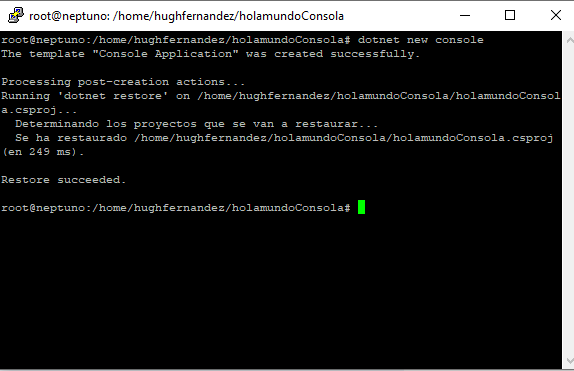 root@neptuno: /home/hughfernandez/holamundoConsola
root@neptuno:/home/hughfernandez/holamundoConsola# dotnet new console
The template "Console Application" was created successfully.
Processing post-creation actions...
Running 'dotnet restore' on /home/hughfernandez/holamundoConsola/holamundoConsol
a.csproj...
  Determinando los proyectos que se van a restaurar...
  Se ha restaurado /home/hughfernandez/holamundoConsola/holamundoConsola.csproj
(en 249 ms).
Restore succeeded.
root@neptuno:/home/hughfernandez/holamundoConsola#